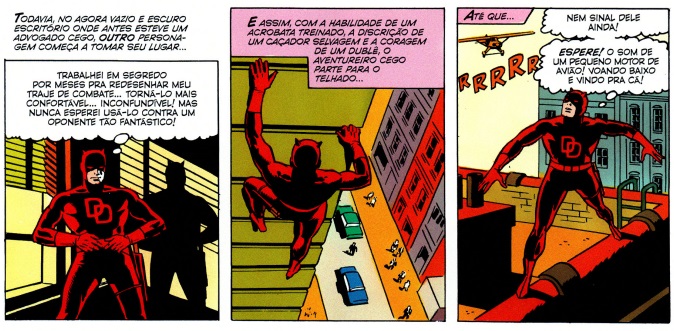 TODAVIA, NO AGORA VAZIO E ESCURO
ESCRITÓRIO ONDE ANTES ESTEVE UM
ADVOGADO CEGO, OUTRO PERSONA-
GEM COMEÇA A TOMAR SEU LUGAR...
TRABALHEI EM SEGREDO
POR MESES PRA REDESENHAR MEU
TRAJE DE COMBATE... TORNÁ-LO MAIS
CONFORTÁVEL... INCONFUNDÍVEL! MAS
NUNCA ESPEREI USÁ-LO CONTRA UM
OPONENTE TÃO FANTÁSTICO!
DD
E ASSIM, COM A HABILIDADE DE UM
ACROBATA TREINADO, A DISCRIÇÃO DE
UM CAÇADOR SELVAGEM E A CORAGEM
DE UM DUBLÊ, O
AVENTUREIRO CEGO
PARTE PARA O
TELHADO...
ATÉ QUE...
NEM SINAL DELE
AINDA!
ESPERE! O SOM DE
UM PEQUENO MOTOR DE
AVIÃO! VOANDO BAIXO
E VINDO PRA CÁ!
RRRRR
DD